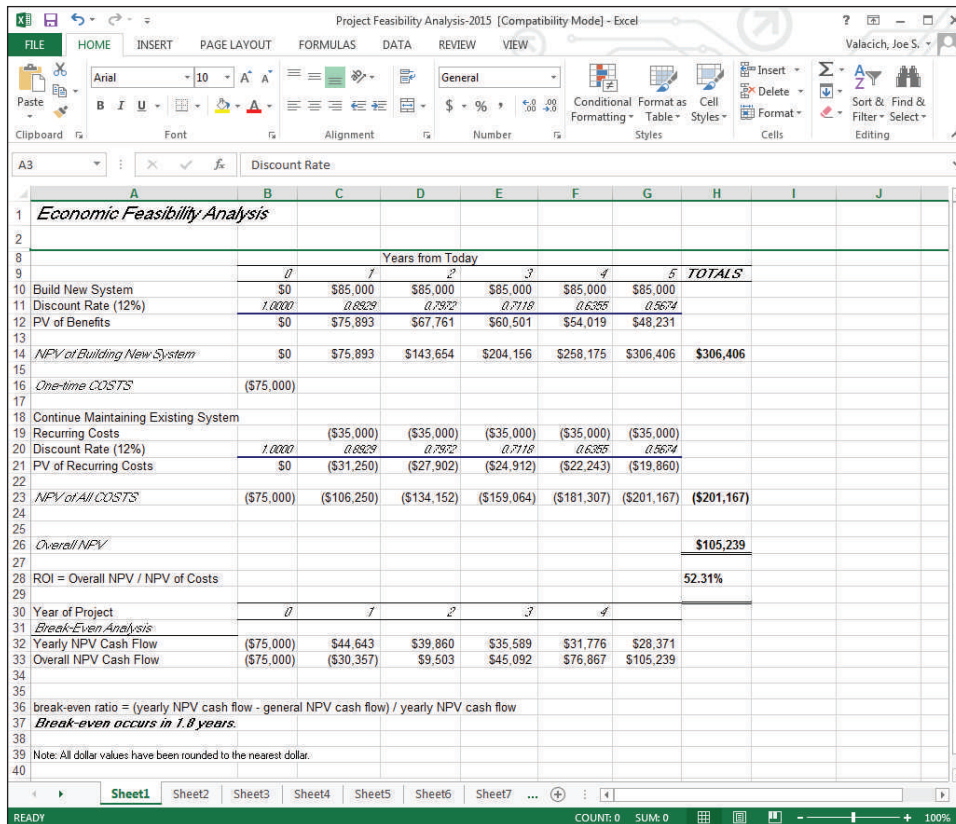 Project Feasibility Analysis-2015 [Compatibility Mode] - Excel
FILE HOME INSERT PAGE LAYOUT FORMULAS DATA REVIEW VIEW Valacich, Joe S.
Paste
Clipboard
Arial 10
B I U
Font
Alignment
General
$ % ,
Number
Conditional Formatting Format as Table Cell Styles
Styles
Insert
Delete
Format
Cells
Sort & Filter Find & Select
Editing
A3 fx Discount Rate
A B C D E F G H I J
1 Economic Feasibility Analysis
2
8 Years from Today
9 0 1 2 3 4 5 TOTALS
10 Build New System $0 $85,000 $85,000 $85,000 $85,000 $85,000
11 Discount Rate (12%) 1.0000 0.8929 0.7972 0.7118 0.6355 0.5674
12 PV of Benefits $0 $75,893 $67,761 $60,501 $54,019 $48,231
13
14 NPV of Building New System $0 $75,893 $143,654 $204,156 $258,175 $306,406 $306,406
15
16 One-time COSTS ($75,000)
17
18 Continue Maintaining Existing System
19 Recurring Costs ($35,000) ($35,000) ($35,000) ($35,000) ($35,000)
20 Discount Rate (12%) 1.0000 0.8929 0.7972 0.7118 0.6355 0.5674
21 PV of Recurring Costs $0 ($31,250) ($27,902) ($24,912) ($22,243) ($19,860)
22
23 NPV of All COSTS ($75,000) ($106,250) ($134,152) ($159,064) ($181,307) ($201,167) ($201,167)
24
25
26 Overall NPV $105,239
27
28 ROI = Overall NPV / NPV of Costs 52.31%
29
30 Year of Project 0 1 2 3 4
31 Break-Even Analysis
32 Yearly NPV Cash Flow ($75,000) $44,643 $39,860 $35,589 $31,776 $28,371
33 Overall NPV Cash Flow ($75,000) ($30,357) $9,503 $45,092 $76,867 $105,239
34
35
36 break-even ratio = (yearly NPV cash flow - general NPV cash flow) / yearly NPV cash flow
37 Break-even occurs in 1.8 years.
38
39 Note: All dollar values have been rounded to the nearest dollar.
40
Sheet1 Sheet2 Sheet3 Sheet4 Sheet5 Sheet6 Sheet7 ...
READY COUNT: 0 SUM: 0 100%